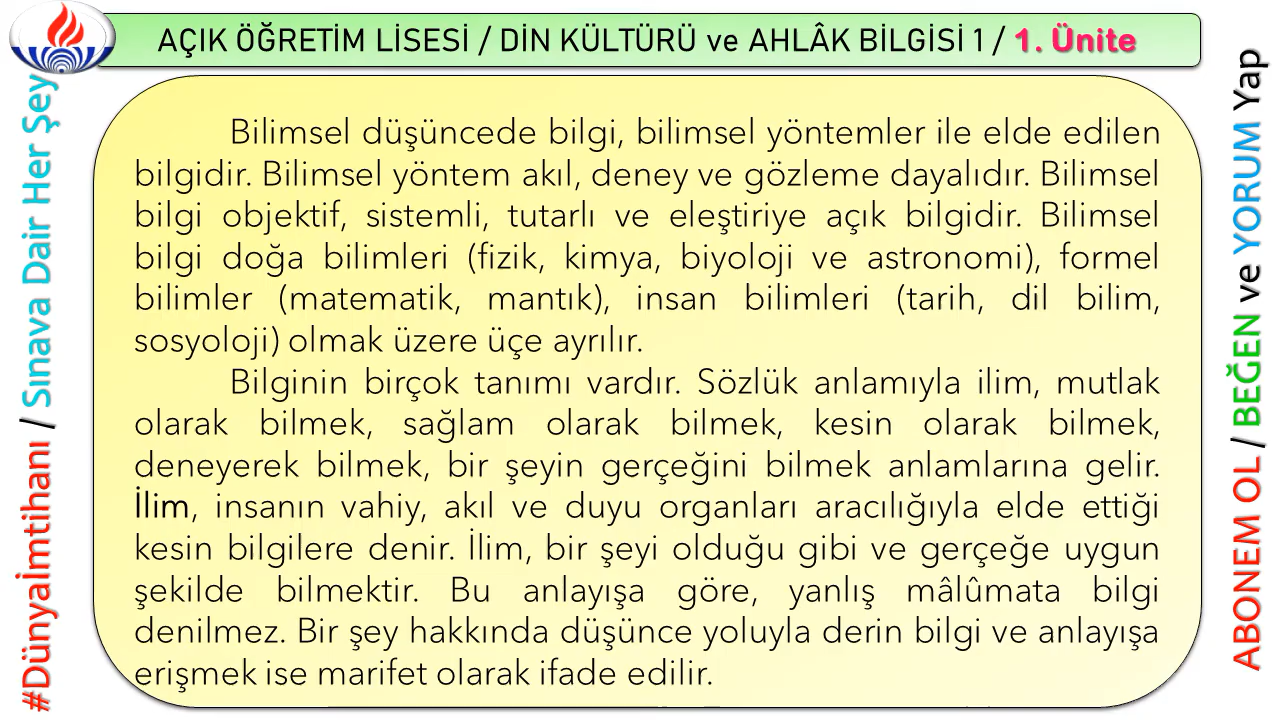 AÇIK ÖĞRETİM LİSESİ / DİN KÜLTÜRÜ ve AHLÂK BİLGİSİ 1 / 1. Ünite
#Dünyaİmtihanı / Sınava Dair Her Şey
Bilimsel düşüncede bilgi, bilimsel yöntemler ile elde edilen
bilgidir. Bilimsel yöntem akıl, deney ve gözleme dayalıdır. Bilimsel
bilgi objektif, sistemli, tutarlı ve eleştiriye açık bilgidir. Bilimsel
bilgi doğa bilimleri (fizik, kimya, biyoloji ve astronomi), formel
bilimler (matematik, mantık), insan bilimleri (tarih, dil bilim,
sosyoloji) olmak üzere üçe ayrılır.
Bilginin birçok tanımı vardır. Sözlük anlamıyla ilim, mutlak
olarak bilmek, sağlam olarak bilmek, kesin olarak bilmek,
deneyerek bilmek, bir şeyin gerçeğini bilmek anlamlarına gelir.
İlim, insanın vahiy, akıl ve duyu organları aracılığıyla elde ettiği
kesin bilgilere denir. İlim, bir şeyi olduğu gibi ve gerçeğe uygun
şekilde bilmektir. Bu anlayışa göre, yanlış mâlûmata bilgi
denilmez. Bir şey hakkında düşünce yoluyla derin bilgi ve anlayışa
erişmek ise marifet olarak ifade edilir.
ABONEM OL / BEĞEN ve YORUM Yap